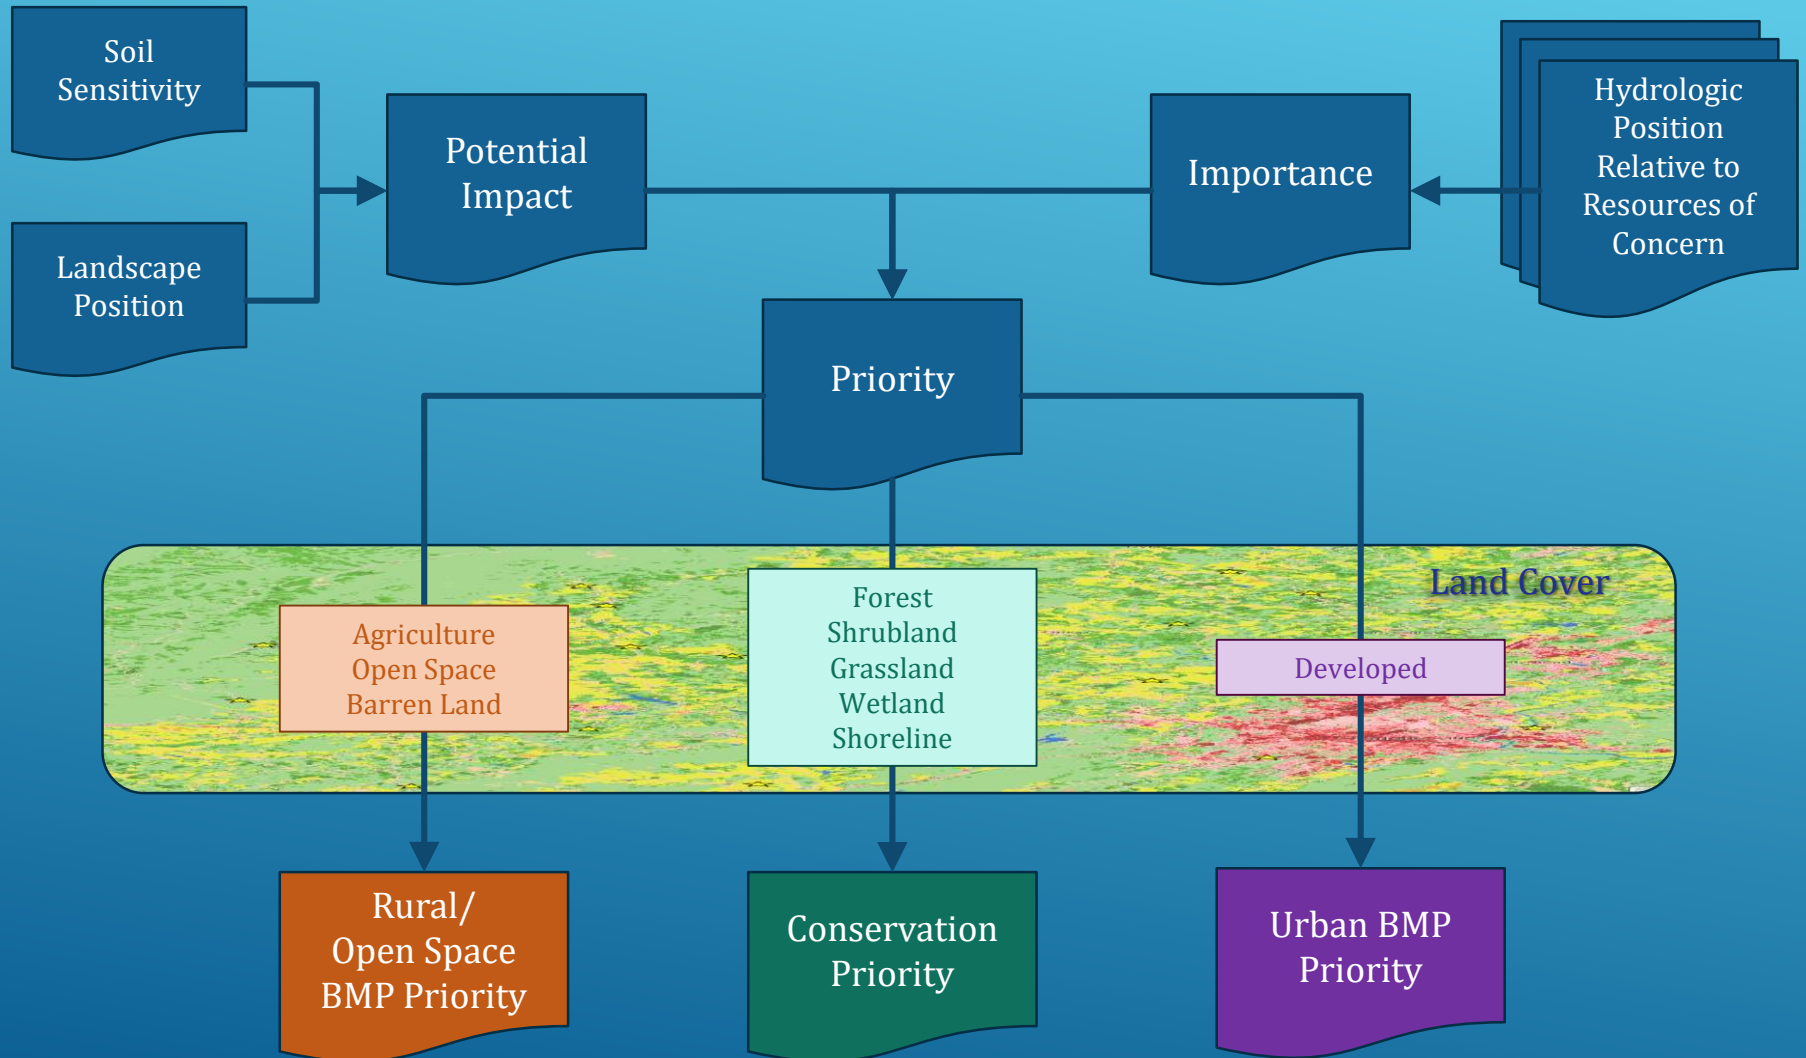 Soil
Sensitivity
Landscape
Position
Potential
Impact
Importance
Hydrologic
Position
Relative to
Resources of
Concern
Priority
Land Cover
Agriculture
Open Space
Barren Land
Forest
Shrubland
Grassland
Wetland
Shoreline
Developed
Rural/
Open Space
BMP Priority
Conservation
Priority
Urban BMP
Priority